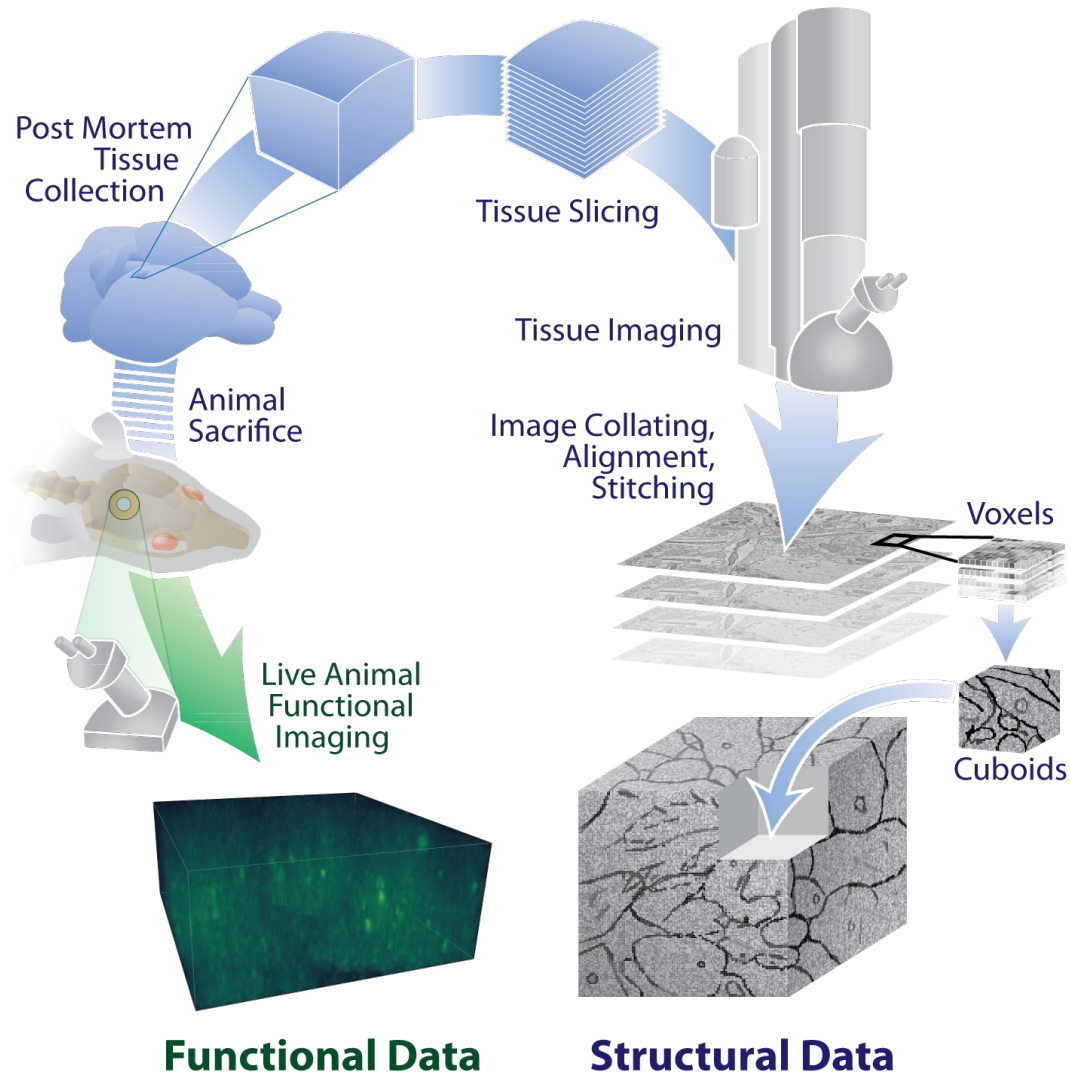 Post Mortem
Tissue
Collection
Tissue Slicing
Tissue Imaging
Animal
Sacrifice
Image Collating,
Alignment,
Stitching
Voxels
Live Animal
Functional
Imaging
Cuboids
Functional Data
Structural Data